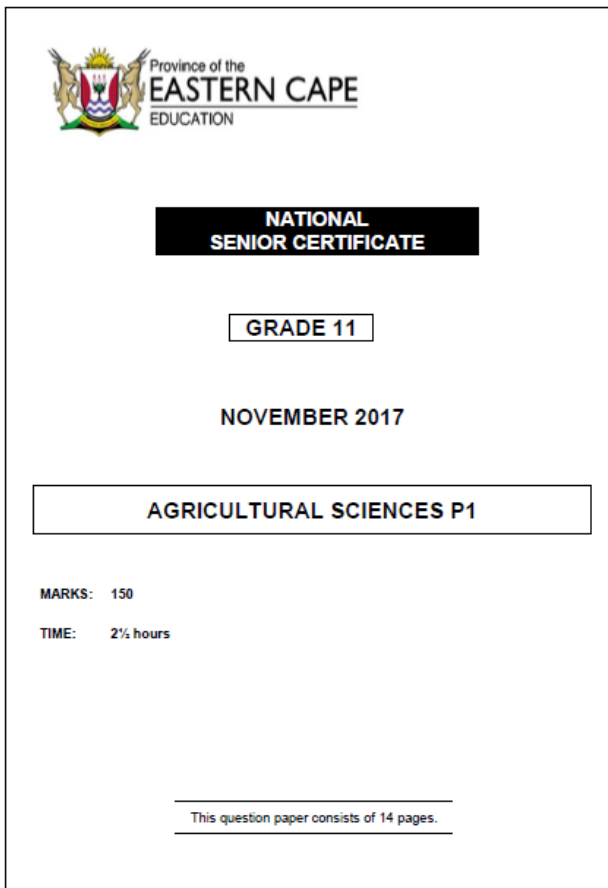 Province of the
EASTERN CAPE
EDUCATION
NATIONAL
SENIOR CERTIFICATE
GRADE 11
NOVEMBER 2017
AGRICULTURAL SCIENCES P1
MARKS: 150
TIME: 2½ hours
This question paper consists of 14 pages.